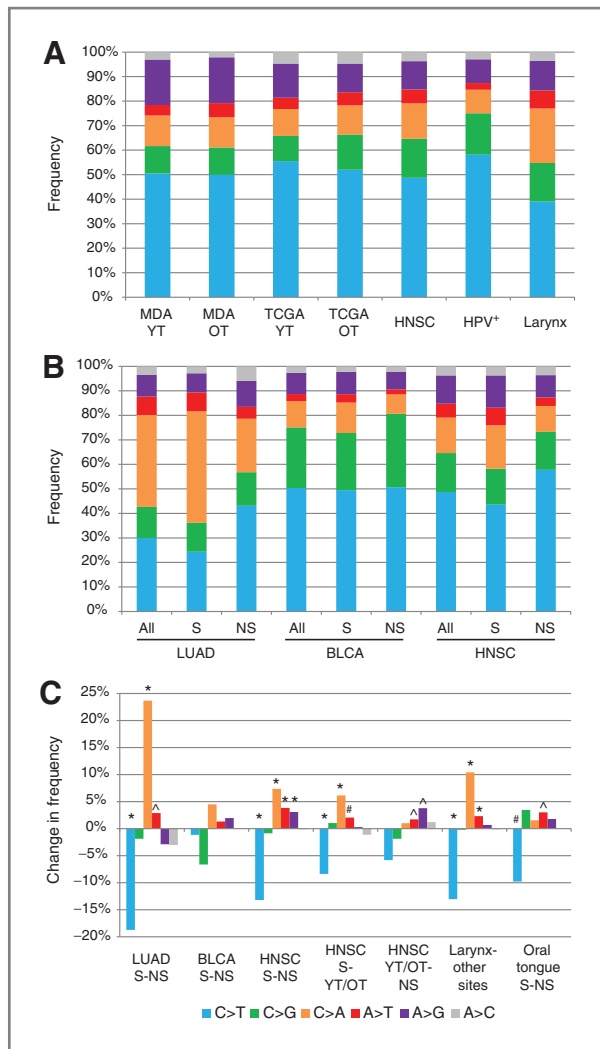 A
100%
90%
80%
70%
60%
50%
40%
30%
20%
10%
0%
Frequency
MDA YT
MDA OT
TCGA YT
TCGA OT
HNSC
HPV+
Larynx
B
100%
90%
80%
70%
60%
50%
40%
30%
20%
10%
0%
Frequency
All S NS All S NS All S NS
LUAD BLCA HNSC
C
25%
20%
15%
10%
5%
0%
−5%
−10%
−15%
−20%
Change in frequency
* * ^
* * * *
* * #
^ ^
* * *
# ^
LUAD S-NS
BLCA S-NS
HNSC S-NS
HNSC S-YT/OT
HNSC YT/OT-NS
Larynx-other sites
Oral tongue S-NS
C>T C>G C>A A>T A>G A>C